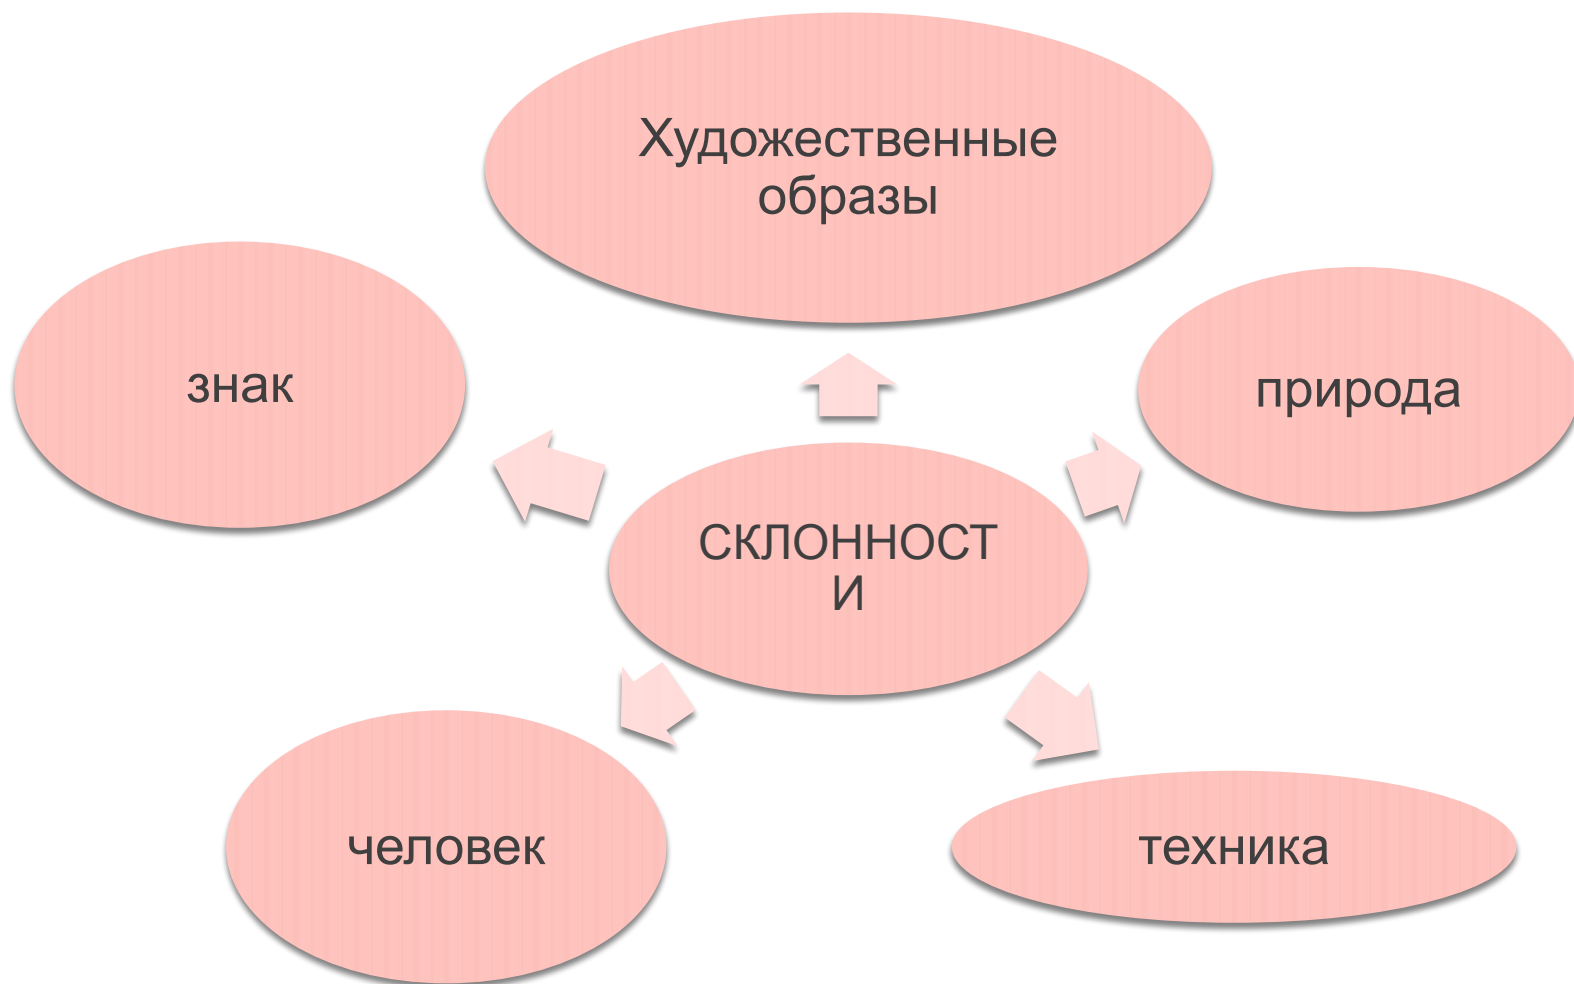 Художественные
образы
знак
природа
СКЛОННОСТ
И
человек
техника